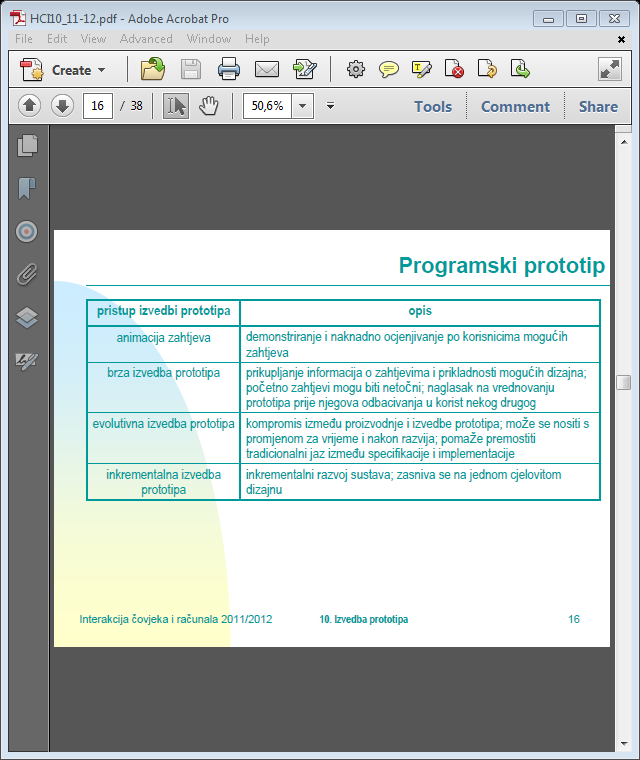 HCI10_11-12.pdf - Adobe Acrobat Pro
File Edit View Advanced Window Help
Create
16 / 38 50,6% Tools Comment Share
Programski prototip
pristup izvedbi prototipa opis
animacija zahtjeva demonstriranje i naknadno ocjenjivanje po korisnicima mogućih
zahtjeva
brza izvedba prototipa prikupljanje informacija o zahtjevima i prikladnosti mogućih dizajna;
početno zahtjevi mogu biti netočni; naglasak na vrednovanju
prototipa prije njegova odbacivanja u korist nekog drugog
evolutivna izvedba prototipa kompromis između proizvodnje i izvedbe prototipa; može se nositi s
promjenom za vrijeme i nakon razvija; pomaže premostiti
tradicionalni jaz između specifikacije i implementacije
inkrementalna izvedba
prototipa
inkrementalni razvoj sustava; zasniva se na jednom cjelovitom
dizajnu
Interakcija čovjeka i računala 2011/2012 10. Izvedba prototipa 16